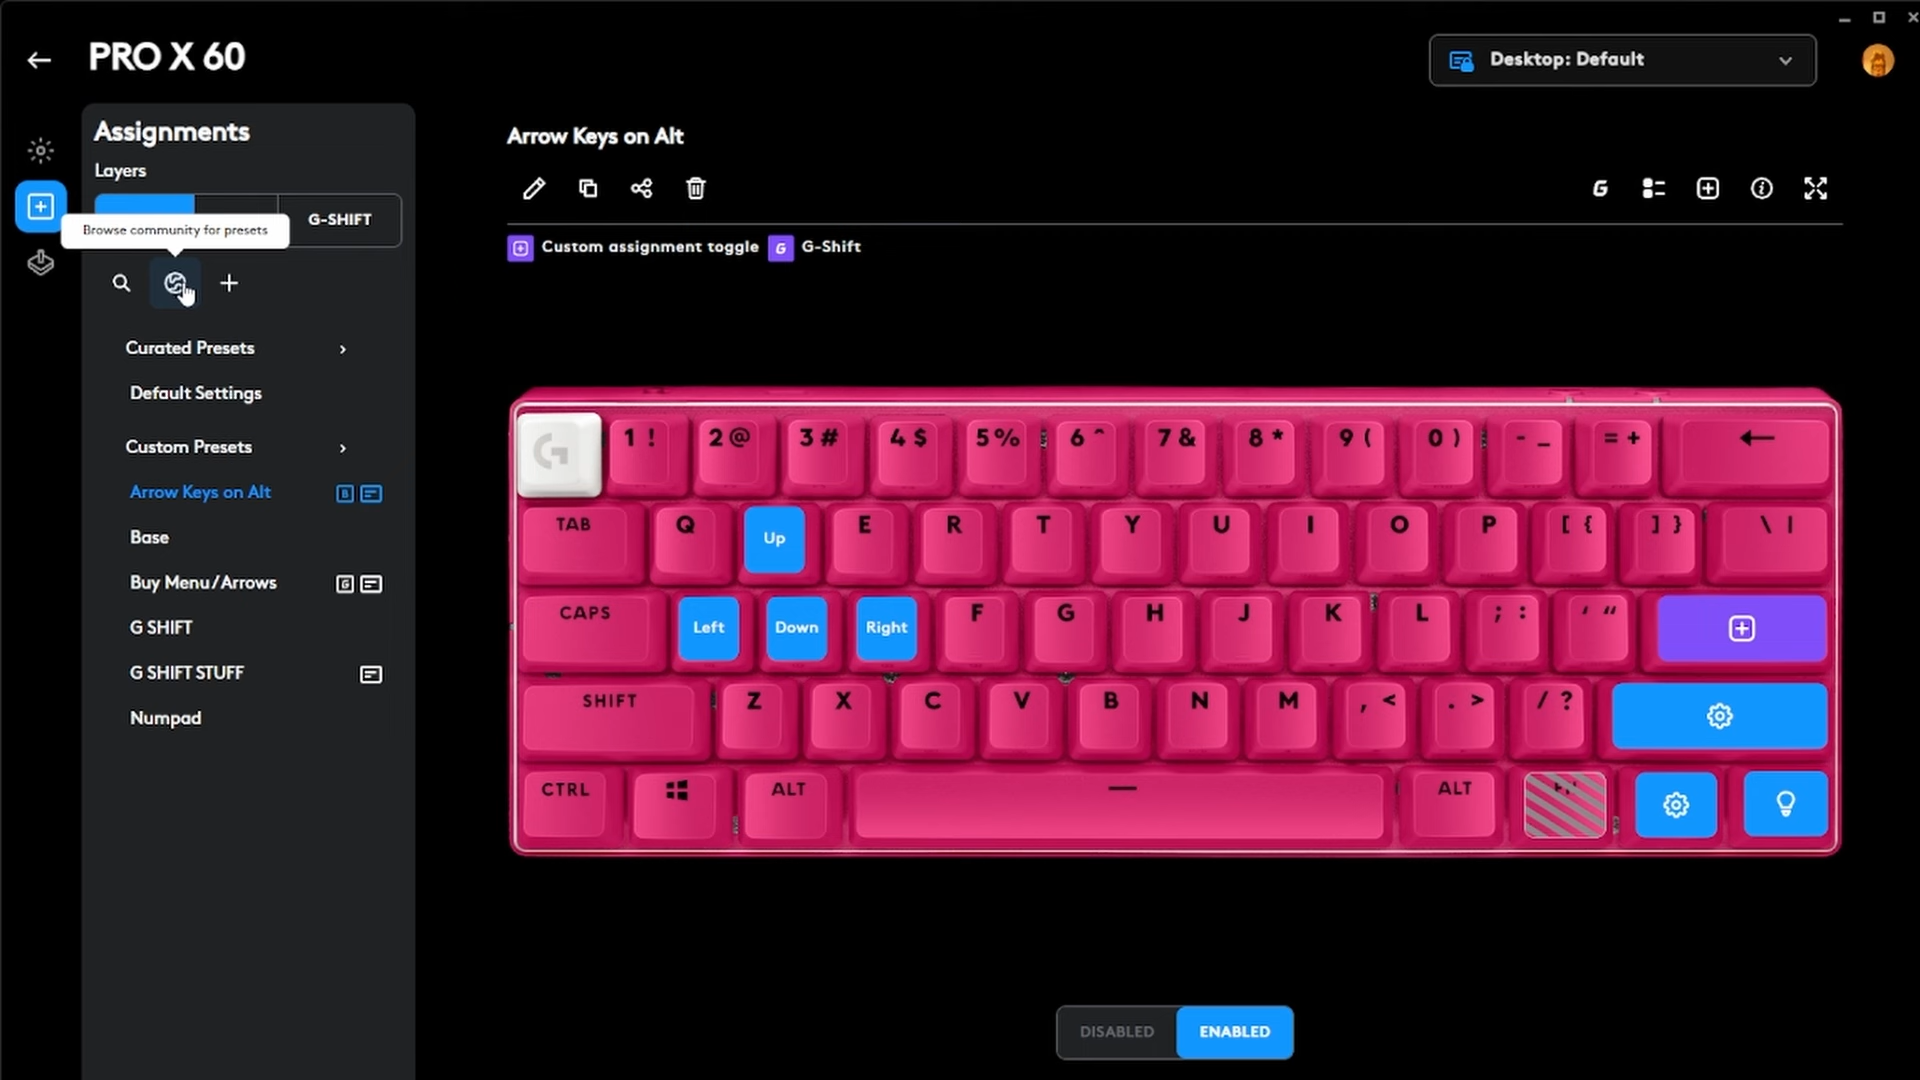 PRO X 60
Desktop: Default
Assignments
Layers
G-SHIFT
Browse community for presets
Curated Presets
Default Settings
Custom Presets
Arrow Keys on Alt B
Base
Buy Menu/Arrows G
G SHIFT
G SHIFT STUFF
Numpad
Arrow Keys on Alt
G
Custom assignment toggle G G-Shift
G 1 ! 2 @ 3 # 4 $ 5 % 6 ^ 7 & 8 * 9 ( 0 ) - _ = + ←
TAB Q Up E R T Y U I O P [ { ] } \ |
CAPS Left Down Right F G H J K L ; : ' "
SHIFT Z X C V B N M , < . > / ?
CTRL ALT ALT
DISABLED ENABLED